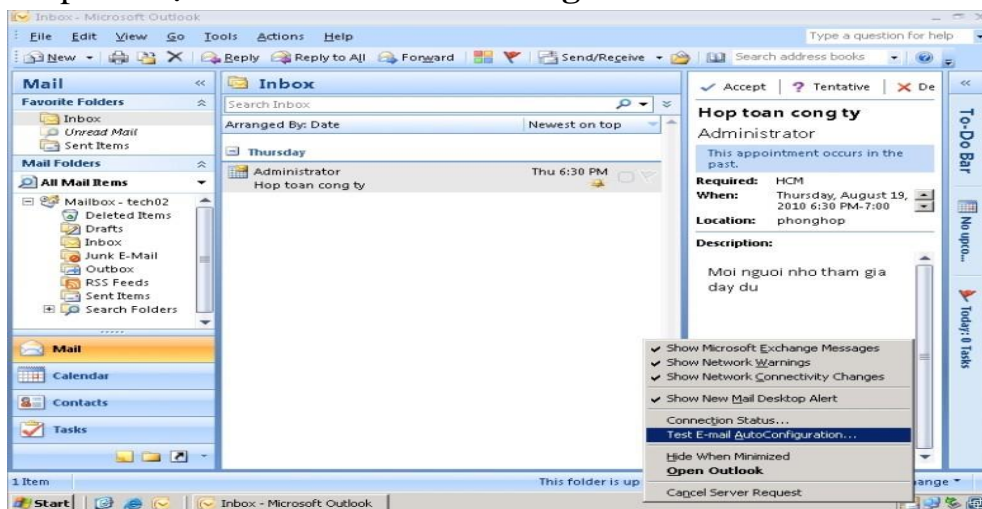 Inbox - Microsoft Outlook
File Edit View Go Tools Actions Help
Type a question for help
New Reply Reply to All Forward Send/Receive Search address books
Mail
Favorite Folders
Inbox
Unread Mail
Sent Items
Mail Folders
All Mail Items
Mailbox - tech02
Deleted Items
Drafts
Inbox
Junk E-Mail
Outbox
RSS Feeds
Sent Items
Search Folders
Mail
Calendar
Contacts
Tasks
Inbox
Search Inbox
Arranged By: Date Newest on top
Thursday
Administrator Thu 6:30 PM
Hop toan cong ty
Accept ? Tentative De
Hop toan cong ty
Administrator
This appointment occurs in the
past.
Required: HCM
When: Thursday, August 19,
2010 6:30 PM-7:00
Location: phonghop
Description:
Moi nguoi nho tham gia
day du
To-Do Bar
No upco...
Today: 0 Tasks
Show Microsoft Exchange Messages
Show Network Warnings
Show Network Connectivity Changes
Show New Mail Desktop Alert
Connection Status...
Test E-mail AutoConfiguration...
Hide When Minimized
Open Outlook
Cancel Server Request
1 Item This folder is up
Start Inbox - Microsoft Outlook